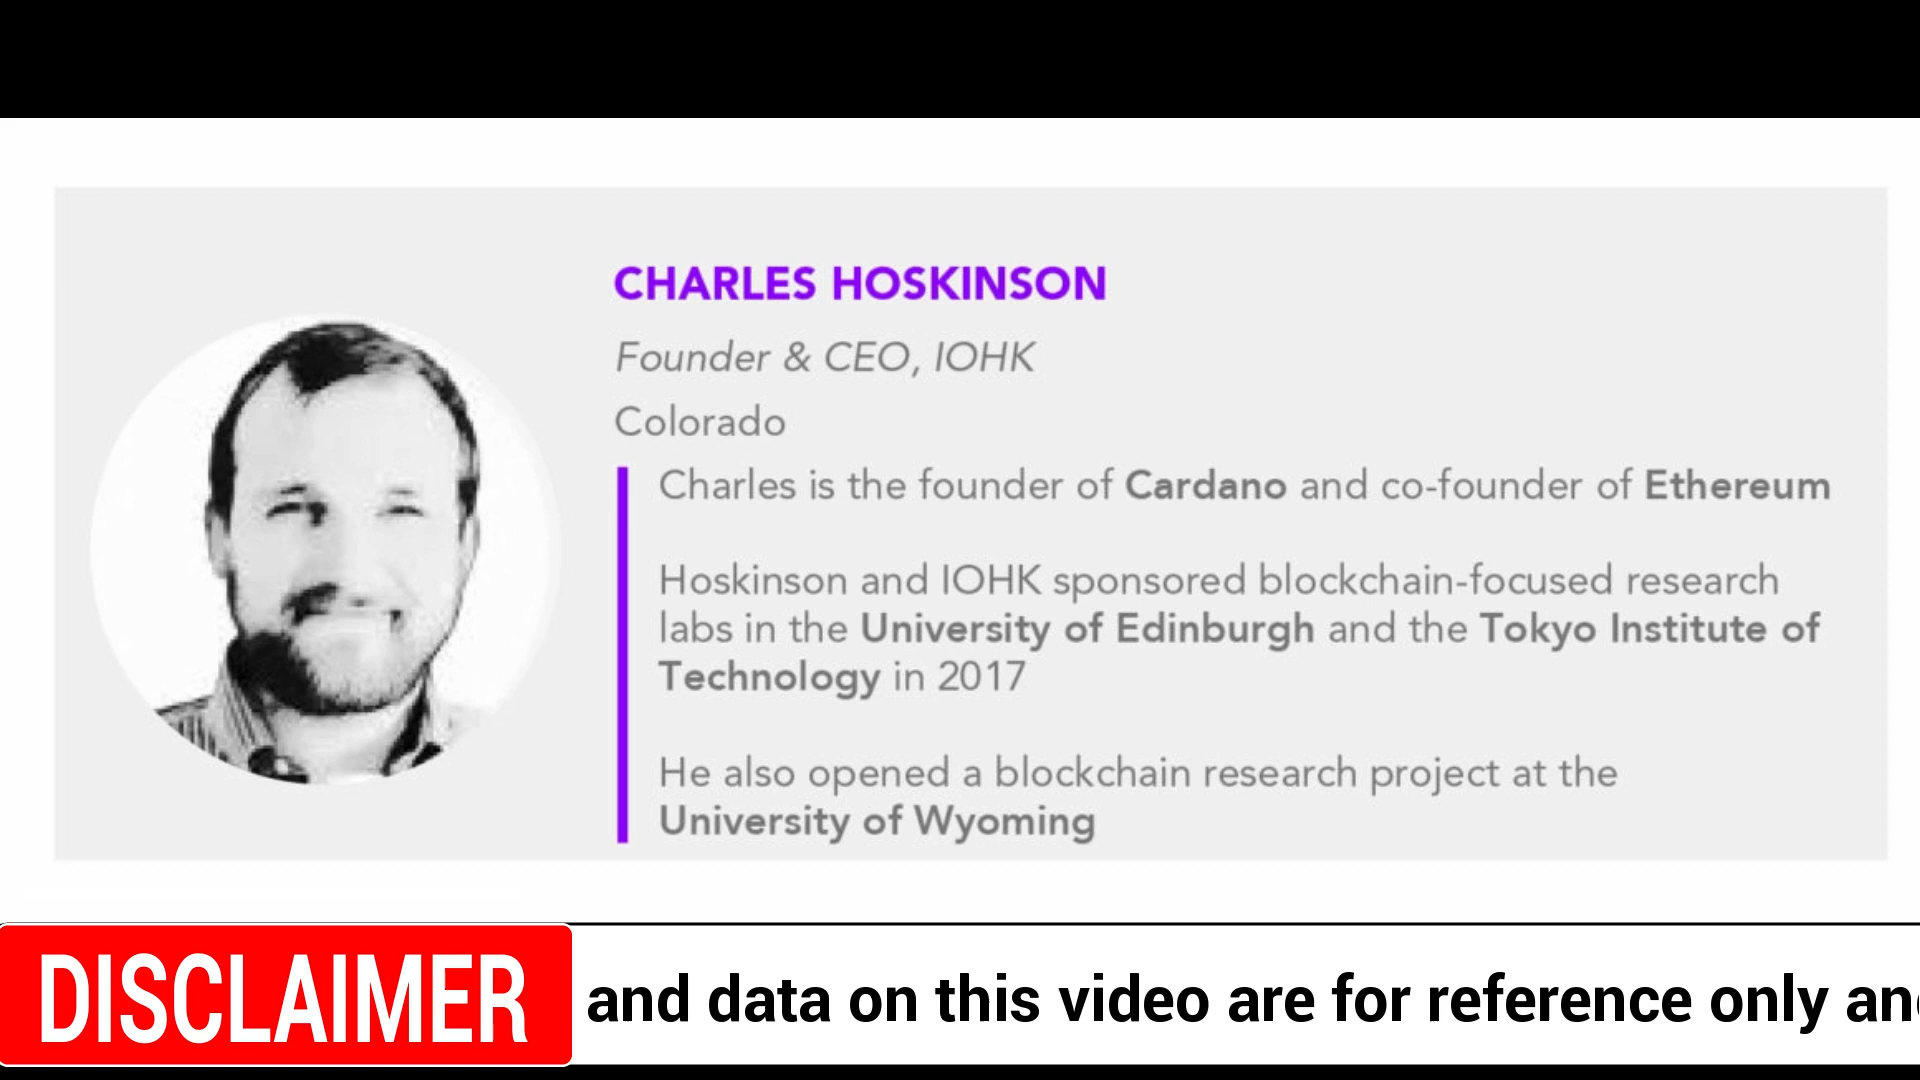 CHARLES HOSKINSON
Founder & CEO, IOHK
Colorado
Charles is the founder of Cardano and co-founder of Ethereum
Hoskinson and IOHK sponsored blockchain-focused research
labs in the University of Edinburgh and the Tokyo Institute of
Technology in 2017
He also opened a blockchain research project at the
University of Wyoming
DISCLAIMER and data on this video are for reference only